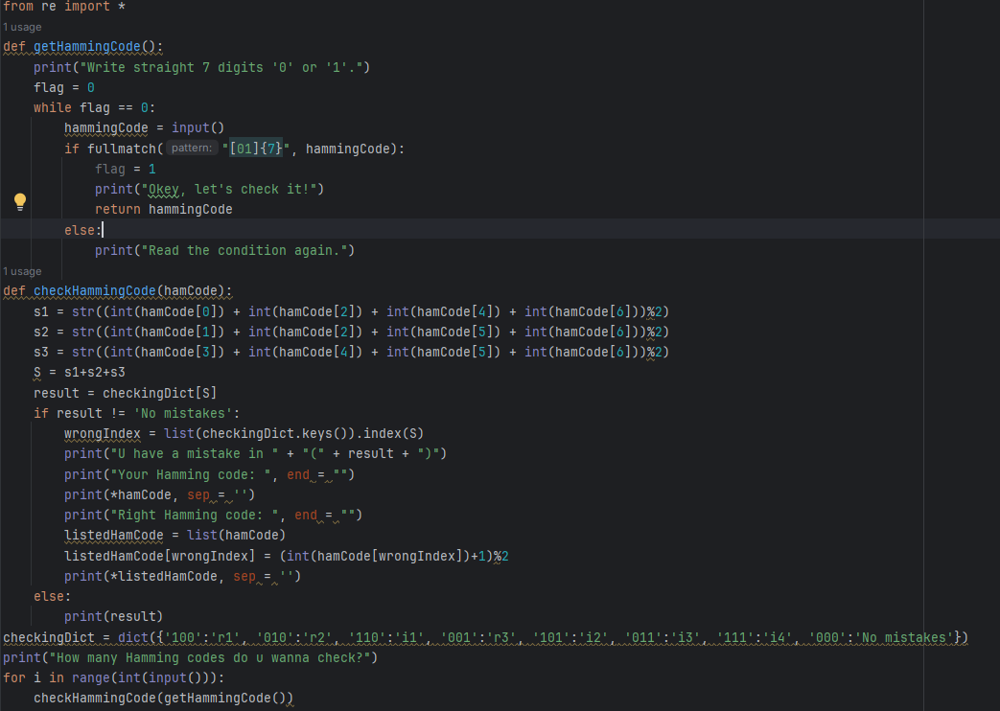 from re import *
1 usage
def getHammingCode():
    print("Write straight 7 digits '0' or '1'.")
    flag = 0
    while flag == 0:
        hammingCode = input()
        if fullmatch( pattern: "[01]{7}", hammingCode):
            flag = 1
            print("Okey, let's check it!")
            return hammingCode
        else:
            print("Read the condition again.")
1 usage
def checkHammingCode(hamCode):
    s1 = str((int(hamCode[0]) + int(hamCode[2]) + int(hamCode[4]) + int(hamCode[6]))%2)
    s2 = str((int(hamCode[1]) + int(hamCode[2]) + int(hamCode[5]) + int(hamCode[6]))%2)
    s3 = str((int(hamCode[3]) + int(hamCode[4]) + int(hamCode[5]) + int(hamCode[6]))%2)
    S = s1+s2+s3
    result = checkingDict[S]
    if result != 'No mistakes':
        wrongIndex = list(checkingDict.keys()).index(S)
        print("U have a mistake in " + "(" + result + ")")
        print("Your Hamming code: ", end = "")
        print(*hamCode, sep = '')
        print("Right Hamming code: ", end = "")
        listedHamCode = list(hamCode)
        listedHamCode[wrongIndex] = (int(hamCode[wrongIndex])+1)%2
        print(*listedHamCode, sep = '')
    else:
        print(result)
checkingDict = dict({'100':'r1', '010':'r2', '110':'i1', '001':'r3', '101':'i2', '011':'i3', '111':'i4', '000':'No mistakes'})
print("How many Hamming codes do u wanna check?")
for i in range(int(input())):
    checkHammingCode(getHammingCode())